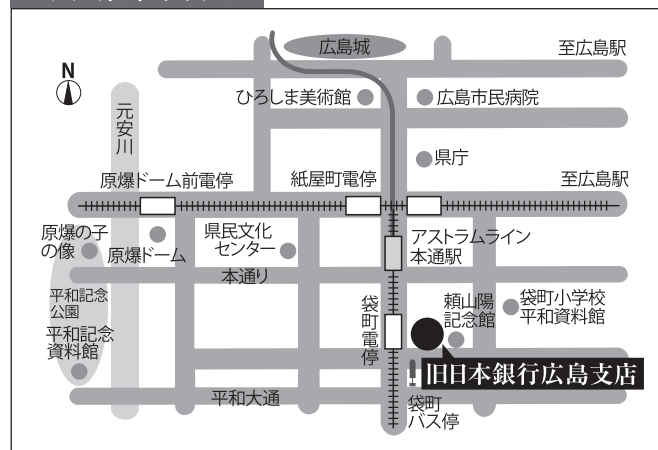 広島城
至広島駅
N
ひろしま美術館
広島市民病院
元安川
県庁
原爆ドーム前電停
紙屋町電停
至広島駅
原爆の子
の像
原爆ドーム
県民文化
センター
アストラムライン
本通駅
本通り
平和記念
公園
袋町電停
頼山陽
記念館
袋町小学校
平和資料館
平和記念
資料館
旧日本銀行広島支店
平和大通
袋町
バス停